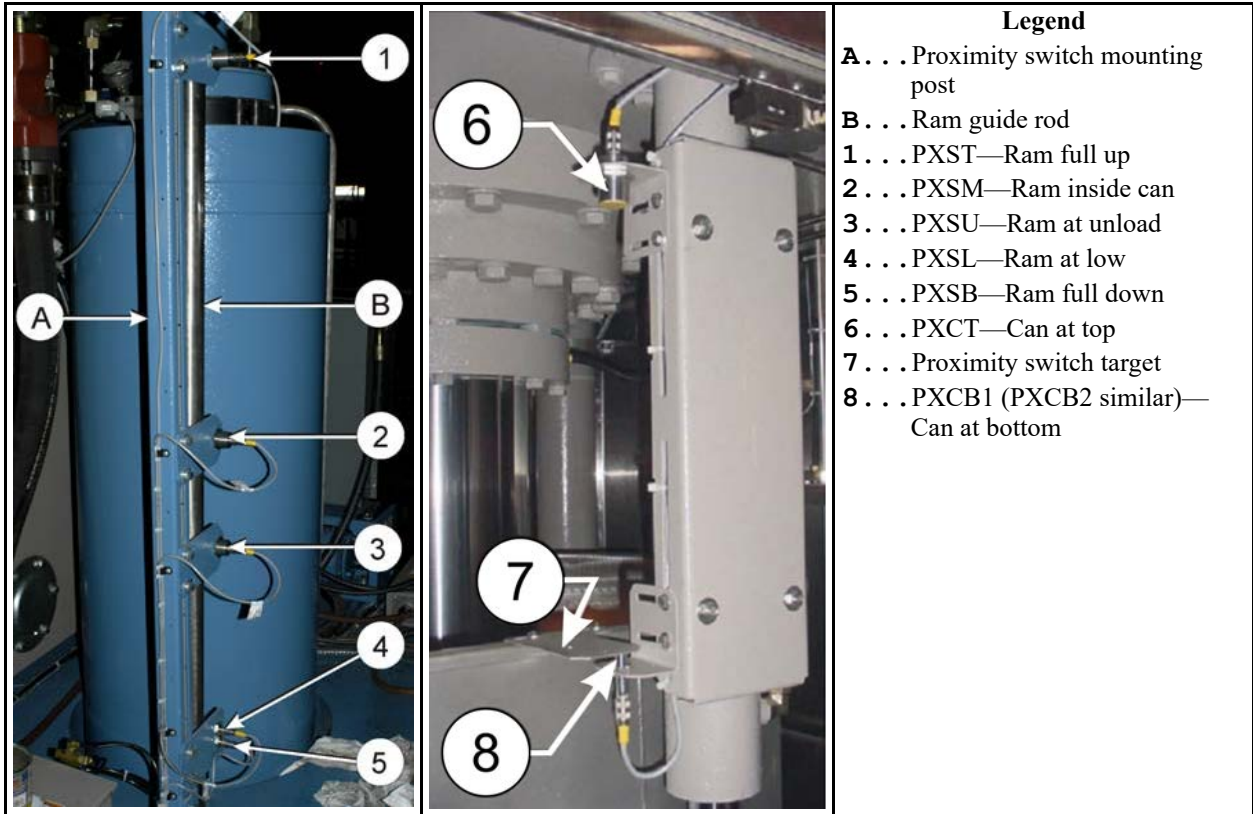 1
A
B
2
3
4
5
6
7
8
Legend
A...Proximity switch mounting
post
B...Ram guide rod
1...PXST—Ram full up
2...PXSM—Ram inside can
3...PXSU—Ram at unload
4...PXSL—Ram at low
5...PXSB—Ram full down
6...PXCT—Can at top
7...Proximity switch target
8...PXCB1 (PXCB2 similar)—
Can at bottom